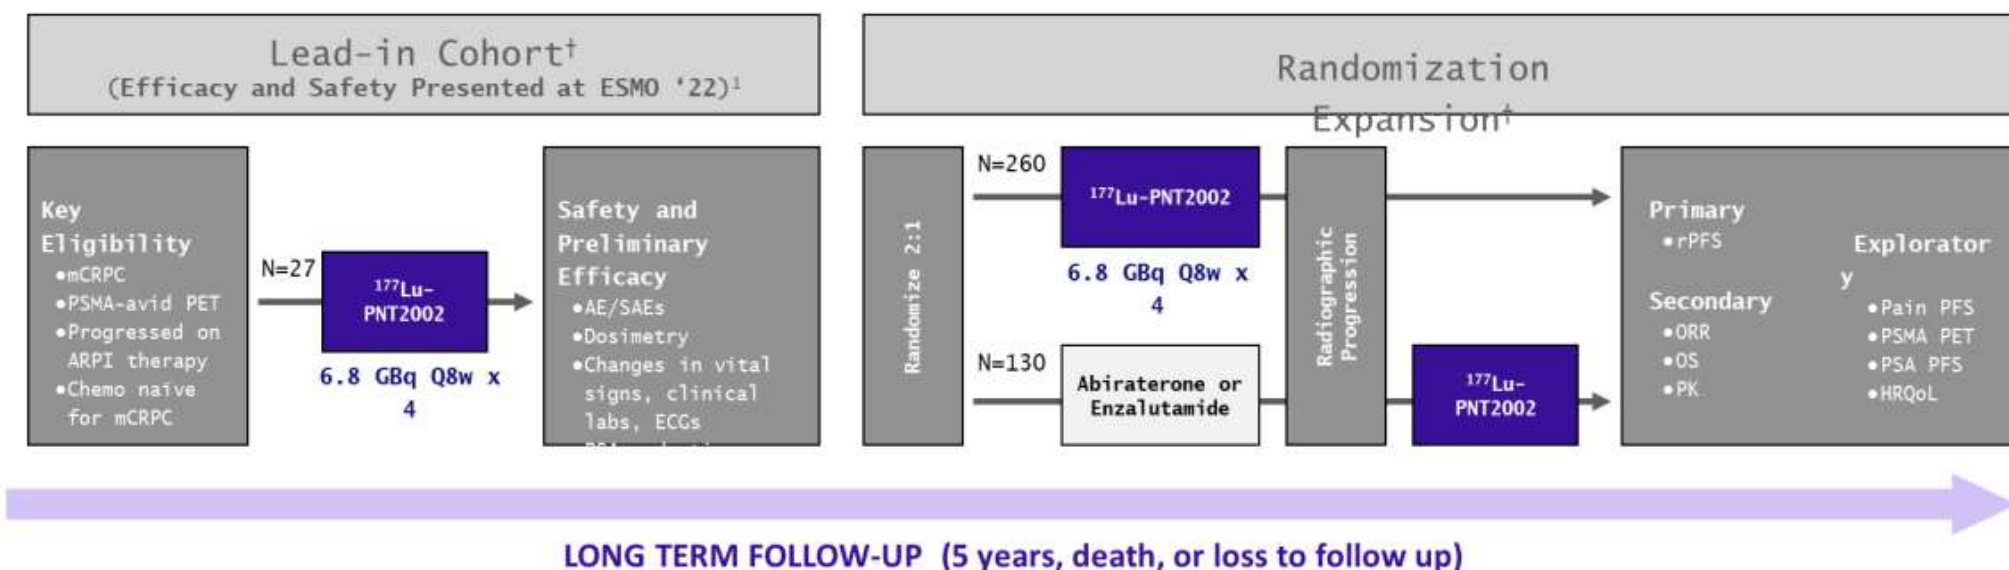 Lead-in Cohort†
(Efficacy and Safety Presented at ESMO '22)¹
Key
Eligibility
•mCRPC
•PSMA-avid PET
•Progressed on
ARPI therapy
•Chemo naïve
for mCRPC
N=27
¹⁷⁷Lu-
PNT2002
6.8 GBq Q8w x
4
Safety and
Preliminary
Efficacy
•AE/SAEs
•Dosimetry
•Changes in vital
signs, clinical
labs, ECGs
Randomization
Expansion†
Randomize 2:1
N=260
¹⁷⁷Lu-PNT2002
6.8 GBq Q8w x
4
N=130
Abiraterone or
Enzalutamide
Radiographic
Progression
¹⁷⁷Lu-
PNT2002
Primary
•rPFS
Secondary
•ORR
•OS
•PK
Explorator
y
•Pain PFS
•PSMA PET
•PSA PFS
•HRQoL
LONG TERM FOLLOW-UP (5 years, death, or loss to follow up)